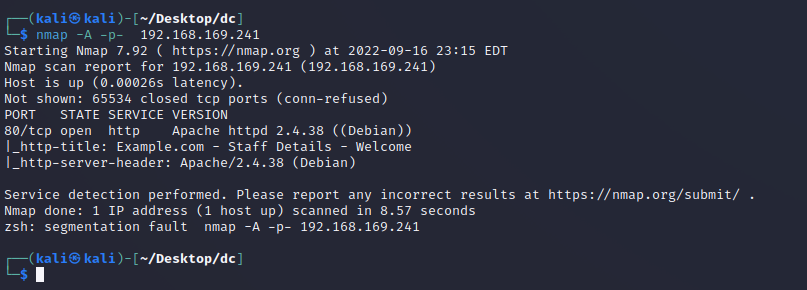 ┌──(kali㉿kali)-[~/Desktop/dc]
└─$ nmap -A -p-  192.168.169.241
Starting Nmap 7.92 ( https://nmap.org ) at 2022-09-16 23:15 EDT
Nmap scan report for 192.168.169.241 (192.168.169.241)
Host is up (0.00026s latency).
Not shown: 65534 closed tcp ports (conn-refused)
PORT   STATE SERVICE VERSION
80/tcp open  http    Apache httpd 2.4.38 ((Debian))
|_http-title: Example.com - Staff Details - Welcome
|_http-server-header: Apache/2.4.38 (Debian)
Service detection performed. Please report any incorrect results at https://nmap.org/submit/ .
Nmap done: 1 IP address (1 host up) scanned in 8.57 seconds
zsh: segmentation fault  nmap -A -p- 192.168.169.241
┌──(kali㉿kali)-[~/Desktop/dc]
└─$